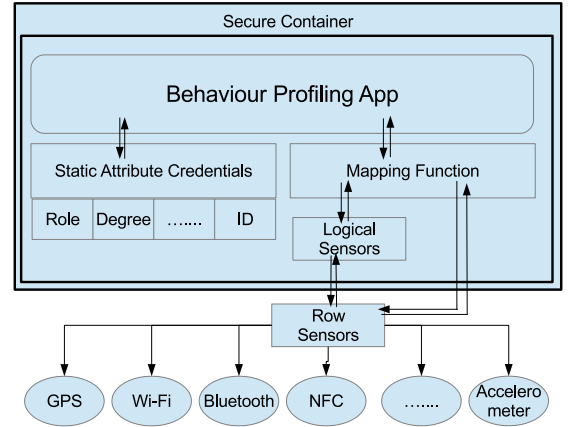 Secure Container
Behaviour Profiling App
Static Attribute Credentials
Mapping Function
Role Degree ....... ID
Logical
Sensors
Row
Sensors
GPS Wi-Fi Bluetooth NFC ....... Accelero
meter